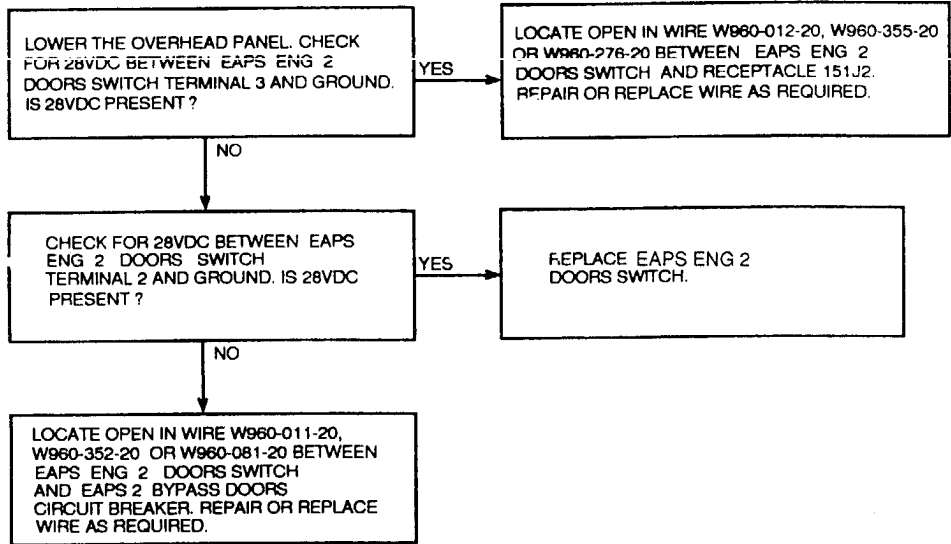 LOWER THE OVERHEAD PANEL. CHECK
FOR 28VDC BETWEEN EAPS ENG 2
DOORS SWITCH TERMINAL 3 AND GROUND.
IS 28VDC PRESENT ?
YES
LOCATE OPEN IN WIRE W960-012-20, W960-355-20
OR W960-276-20 BETWEEN EAPS ENG 2
DOORS SWITCH AND RECEPTACLE 151J2.
REPAIR OR REPLACE WIRE AS REQUIRED.
NO
CHECK FOR 28VDC BETWEEN EAPS
ENG 2 DOORS SWITCH
TERMINAL 2 AND GROUND. IS 28VDC
PRESENT ?
YES
REPLACE EAPS ENG 2
DOORS SWITCH.
NO
LOCATE OPEN IN WIRE W960-011-20,
W960-352-20 OR W960-081-20 BETWEEN
EAPS ENG 2 DOORS SWITCH
AND EAPS 2 BYPASS DOORS
CIRCUIT BREAKER. REPAIR OR REPLACE
WIRE AS REQUIRED.